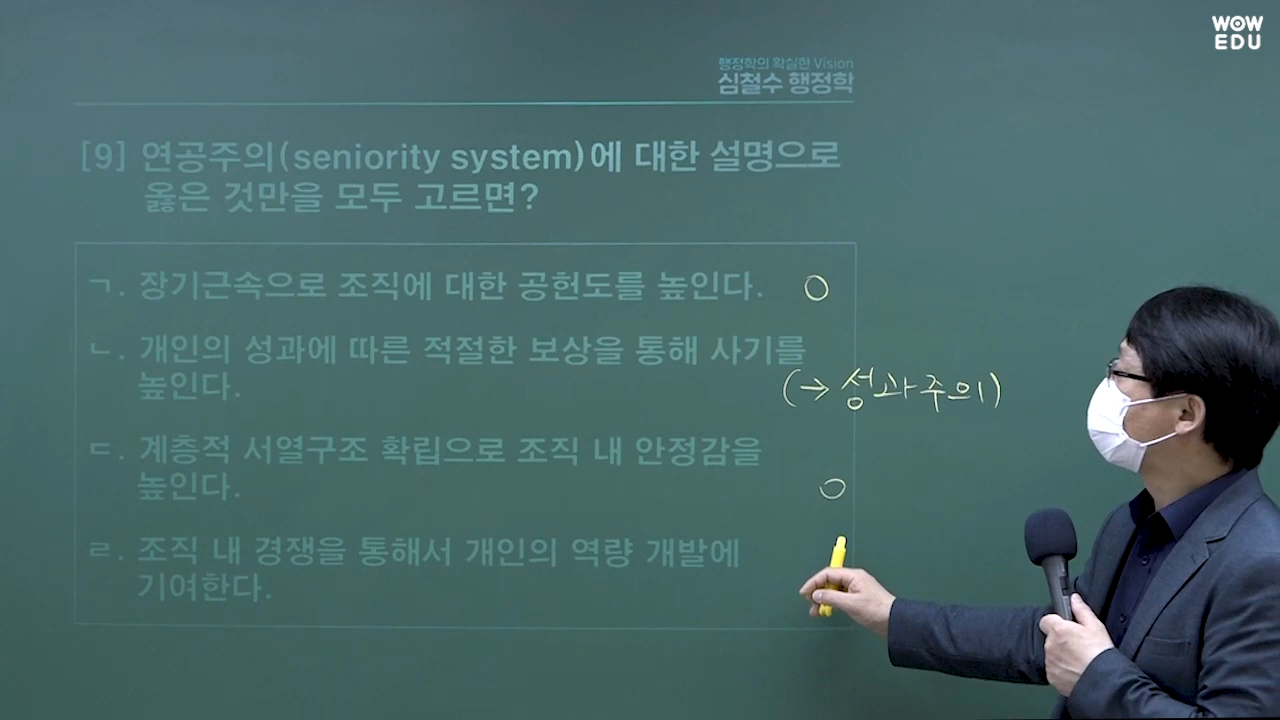 WOW
EDU
행정학의 확실한 Vision
심철수 행정학
[9] 연공주의(seniority system)에 대한 설명으로
옳은 것만을 모두 고르면?
ㄱ. 장기근속으로 조직에 대한 공헌도를 높인다. O
ㄴ. 개인의 성과에 따른 적절한 보상을 통해 사기를
높인다.
(→ 성과주의)
ㄷ. 계층적 서열구조 확립으로 조직 내 안정감을
높인다. O
ㄹ. 조직 내 경쟁을 통해서 개인의 역량 개발에
기여한다.